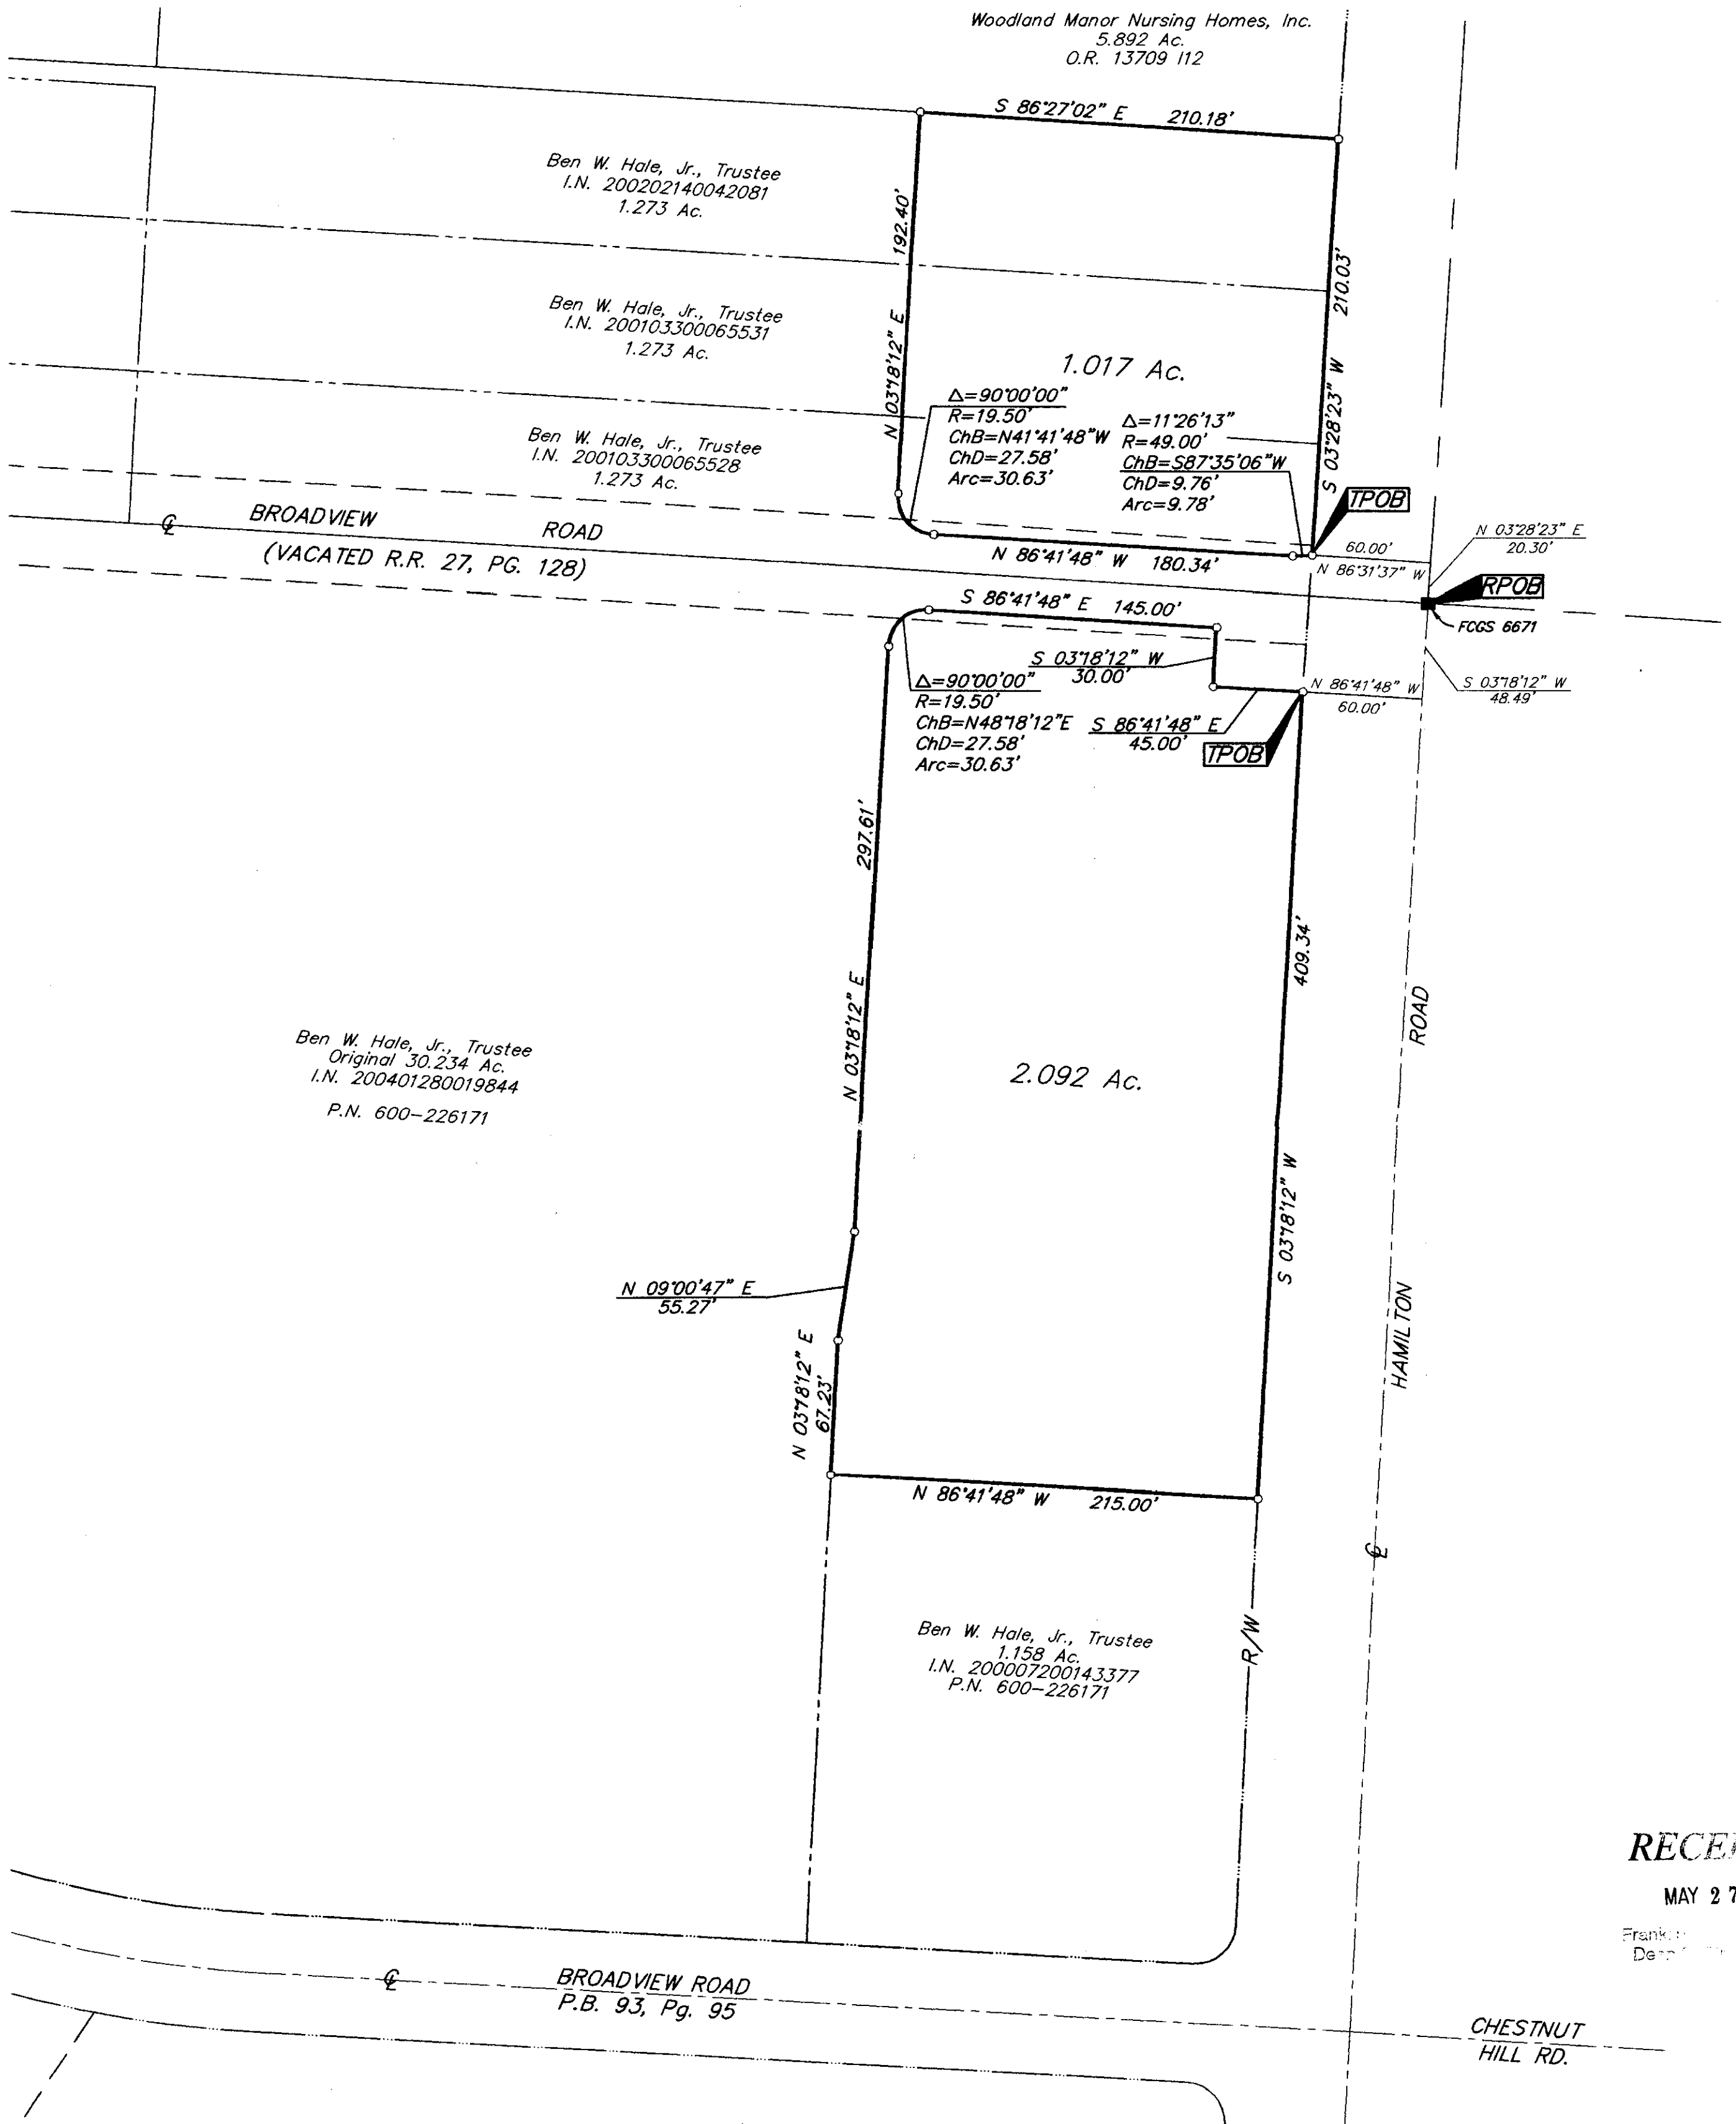 Woodland Manor Nursing Homes, Inc.
5.892 Ac.
O.R. 13709 I12
S 86°27'02" E 210.18'
Ben W. Hale, Jr., Trustee
I.N. 200202140042081
1.273 Ac.
N 03°18'12" E 192.40'
S 03°28'23" W 210.03'
Ben W. Hale, Jr., Trustee
I.N. 200103300065531
1.273 Ac.
1.017 Ac.
Δ=90°00'00"
R=19.50'
ChB=N41°41'48"W
ChD=27.58'
Arc=30.63'
Δ=11°26'13"
R=49.00'
ChB=S87°35'06"W
ChD=9.76'
Arc=9.78'
Ben W. Hale, Jr., Trustee
I.N. 200103300065528
1.273 Ac.
TPOB
℄ BROADVIEW ROAD
(VACATED R.R. 27, PG. 128)
N 86°41'48" W 180.34'
60.00'
N 86°31'37" W
N 03°28'23" E
20.30'
RPOB
FCGS 6671
S 86°41'48" E 145.00'
S 03°18'12" W
30.00'
N 86°41'48" W
60.00'
S 03°18'12" W
48.49'
Δ=90°00'00"
R=19.50'
ChB=N48°18'12"E
ChD=27.58'
Arc=30.63'
S 86°41'48" E
45.00'
TPOB
N 03°18'12" E 297.61'
S 03°18'12" W 409.34'
HAMILTON ROAD
Ben W. Hale, Jr., Trustee
Original 30.234 Ac.
I.N. 200401280019844
P.N. 600-226171
2.092 Ac.
N 09°00'47" E
55.27'
N 03°18'12" E
67.23'
N 86°41'48" W 215.00'
℄
Ben W. Hale, Jr., Trustee
1.158 Ac.
I.N. 200007200143377
P.N. 600-226171
R/W
MAY 27
℄
BROADVIEW ROAD
P.B. 93, Pg. 95
CHESTNUT
HILL RD.